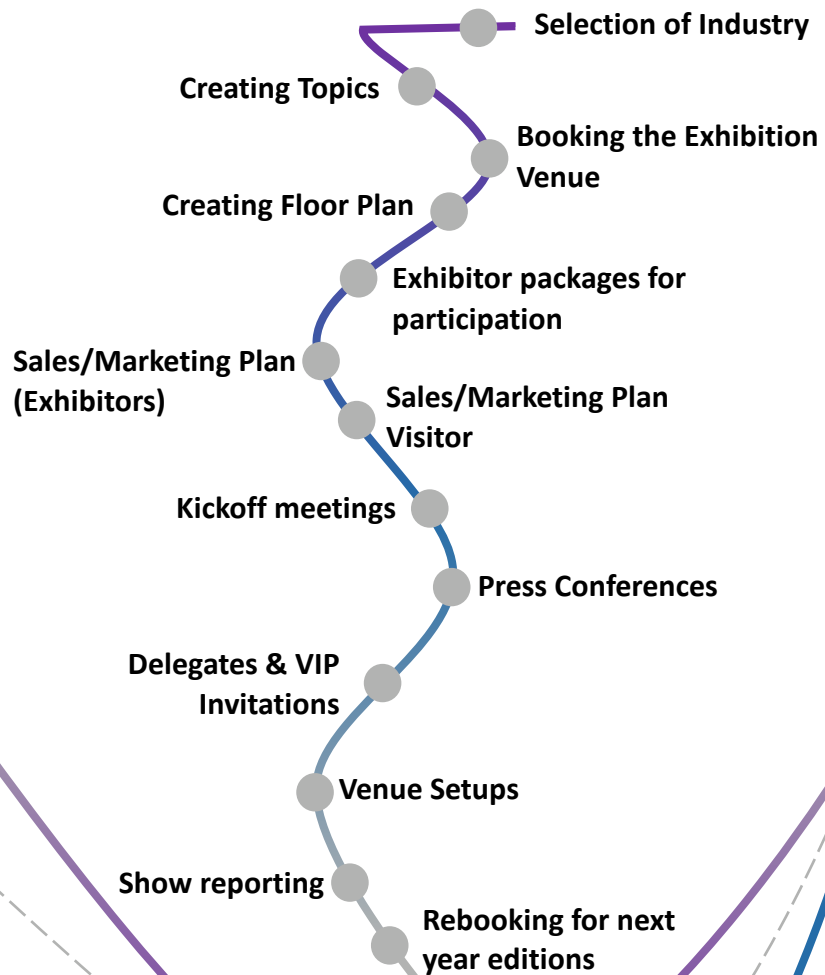 Selection of Industry
Creating Topics
Booking the Exhibition
Venue
Creating Floor Plan
Exhibitor packages for
participation
Sales/Marketing Plan
(Exhibitors)
Sales/Marketing Plan
Visitor
Kickoff meetings
Press Conferences
Delegates & VIP
Invitations
Venue Setups
Show reporting
Rebooking for next
year editions